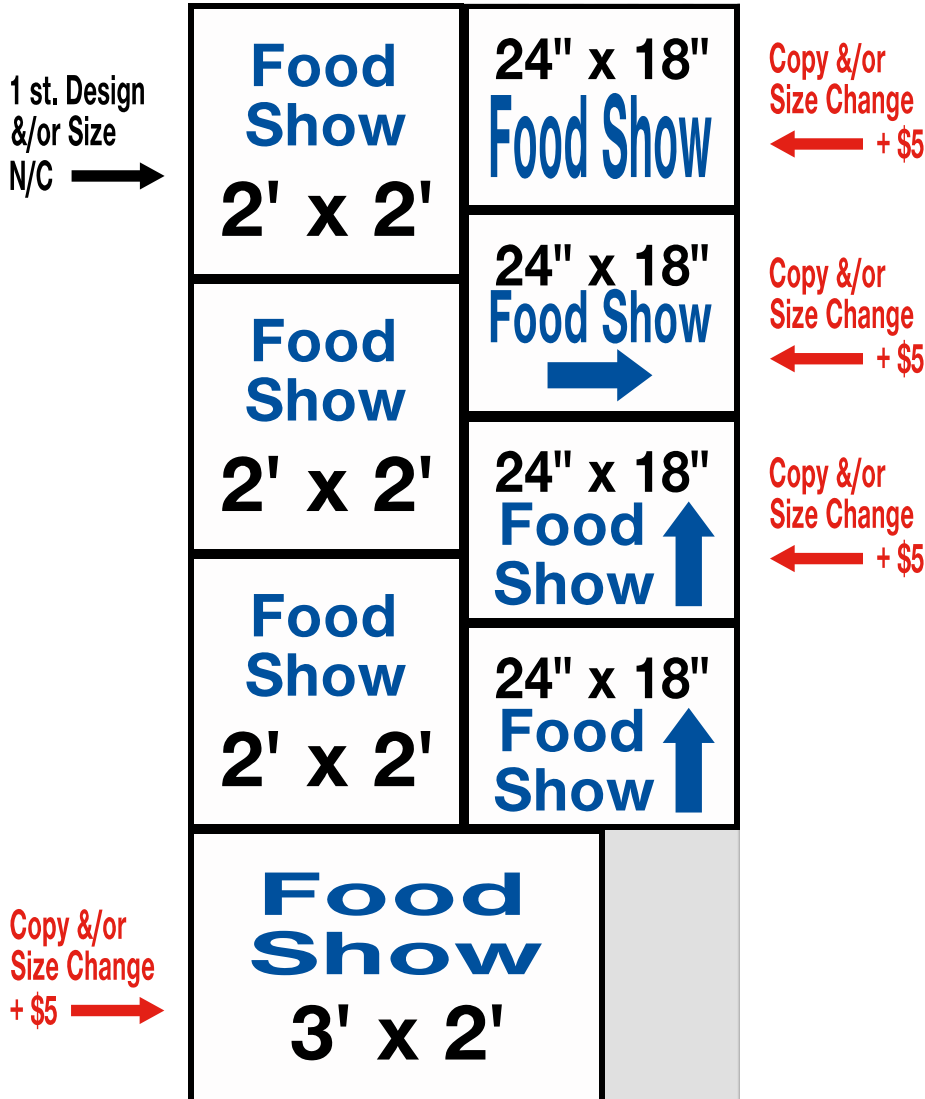 1 st. Design
&/or Size
N/C
Food
Show
2' x 2'
24" x 18"
Food Show
Copy &/or
Size Change
+ $5
24" x 18"
Food Show
Copy &/or
Size Change
+ $5
Food
Show
2' x 2'
24" x 18"
Food
Show
Copy &/or
Size Change
+ $5
Food
Show
2' x 2'
24" x 18"
Food
Show
Copy &/or
Size Change
+ $5
Food
Show
3' x 2'